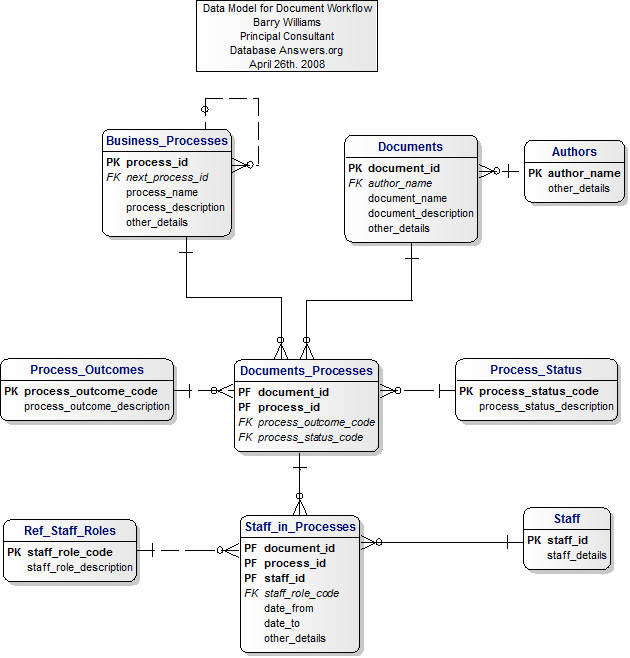 Data Model for Document Workflow
Barry Williams
Principal Consultant
Database Answers.org
April 26th. 2008
Business_Processes
PK process_id
FK next_process_id
process_name
process_description
other_details
Documents
PK document_id
FK author_name
document_name
document_description
other_details
Authors
PK author_name
other_details
Process_Outcomes
PK process_outcome_code
process_outcome_description
Documents_Processes
PF document_id
PF process_id
FK process_outcome_code
FK process_status_code
Process_Status
PK process_status_code
process_status_description
Ref_Staff_Roles
PK staff_role_code
staff_role_description
Staff_in_Processes
PF document_id
PF process_id
PF staff_id
FK staff_role_code
date_from
date_to
other_details
Staff
PK staff_id
staff_details